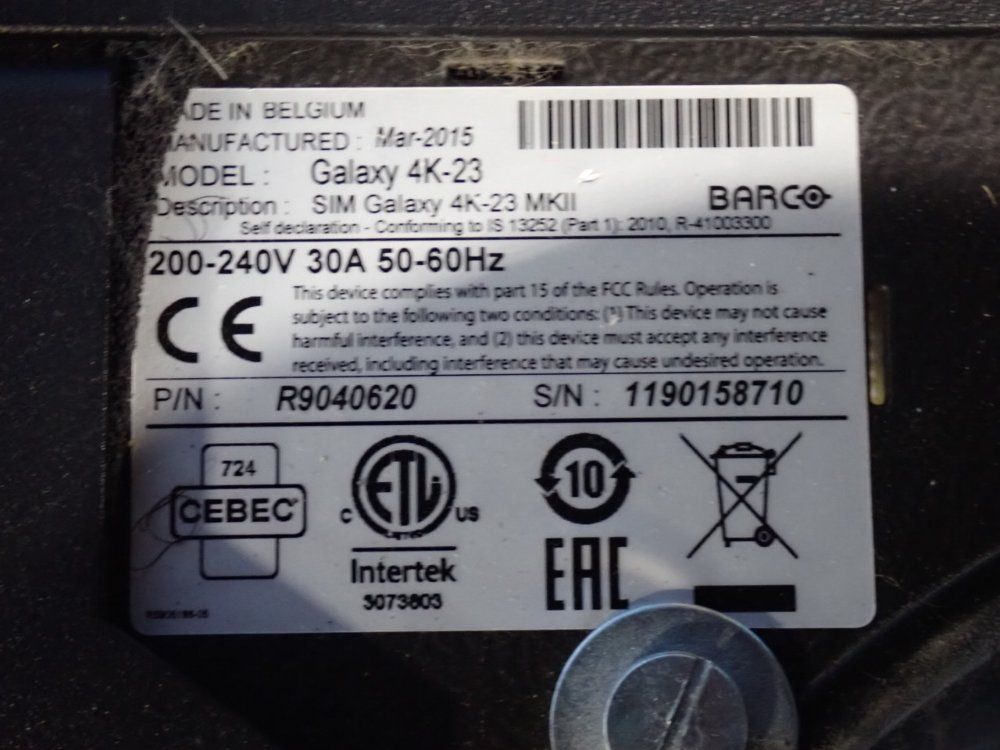 ADE IN BELGIUM
MANUFACTURED : Mar-2015
MODEL : Galaxy 4K-23
Description : SIM Galaxy 4K-23 MKII
BARCO
Self declaration - Conforming to IS 13252 (Part 1): 2010, R-41003300
200-240V 30A 50-60Hz
CE
This device complies with part 15 of the FCC Rules. Operation is
subject to the following two conditions: (1) This device may not cause
harmful interference, and (2) this device must accept any interference
received, including interference that may cause undesired operation.
P/N : R9040620 S/N : 1190158710
724
CEBEC
C ETL US
10
Intertek
EAC
3073803